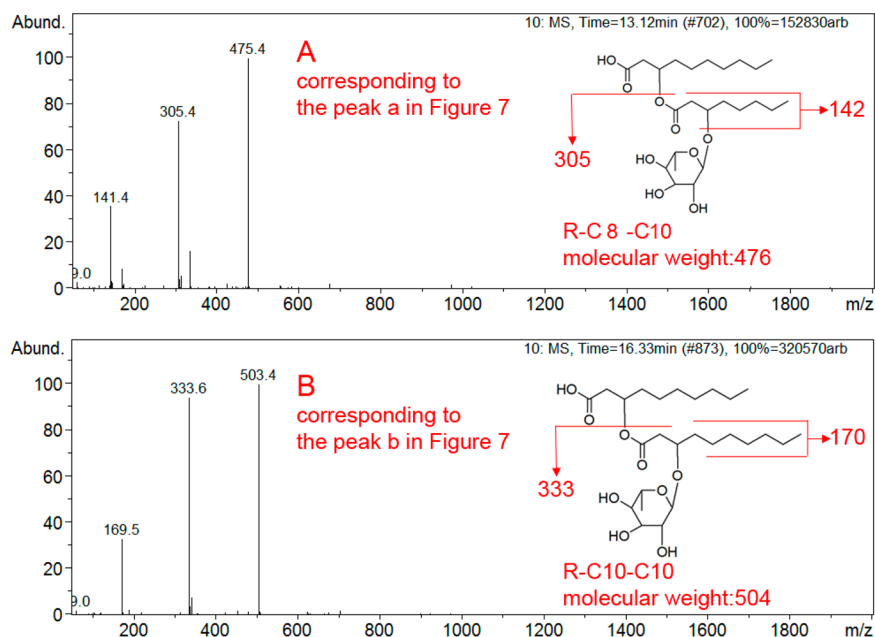 Abund.
10: MS, Time=13.12min (#702), 100%=152830arb
100
80
60
40
20
0
475.4
305.4
141.4
9.0
A
corresponding to
the peak a in Figure 7
HO
O
O
O
O
142
305
HO
O
HO
HO
OH
R-C 8 -C10
molecular weight:476
200
400
600
800
1000
1200
1400
1600
1800
m/z
Abund.
10: MS, Time=16.33min (#873), 100%=320570arb
100
80
60
40
20
0
503.4
333.6
169.5
9.0
B
corresponding to
the peak b in Figure 7
HO
O
O
O
O
170
333
HO
O
HO
HO
OH
R-C10-C10
molecular weight:504
200
400
600
800
1000
1200
1400
1600
1800
m/z